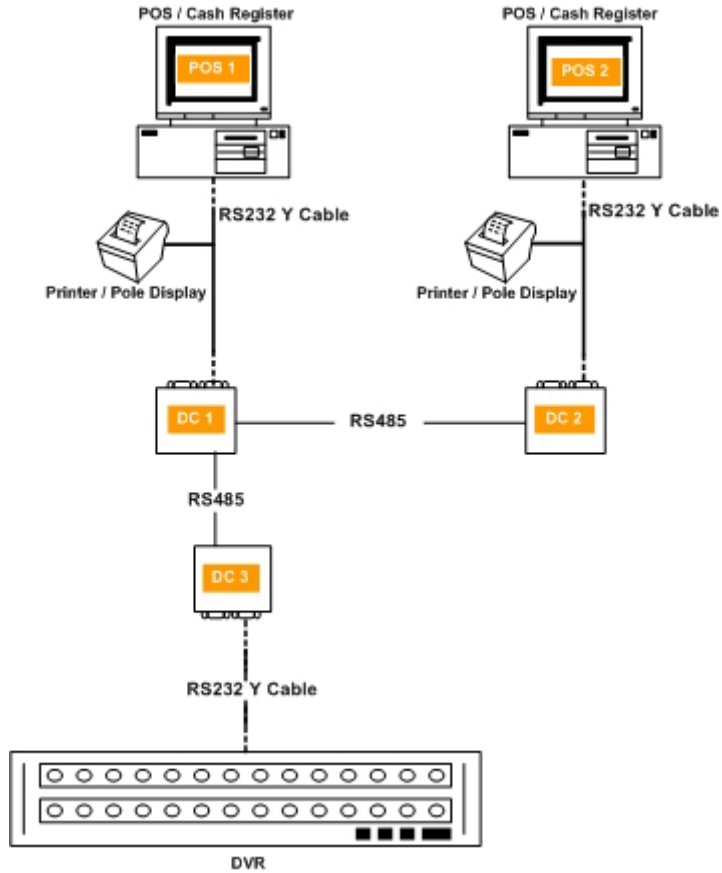 POS / Cash Register
POS / Cash Register
POS 1
POS 2
RS232 Y Cable
RS232 Y Cable
Printer / Pole Display
Printer / Pole Display
DC 1
RS485
DC 2
RS485
DC 3
RS232 Y Cable
DVR